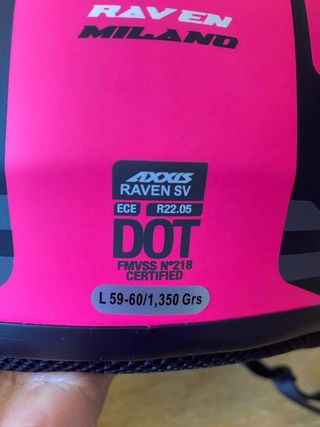 RAVEN
MILANO
AXXIS
RAVEN SV
ECE R22.05
DOT
FMVSS Nº218
CERTIFIED
L 59-60/1,350 Grs